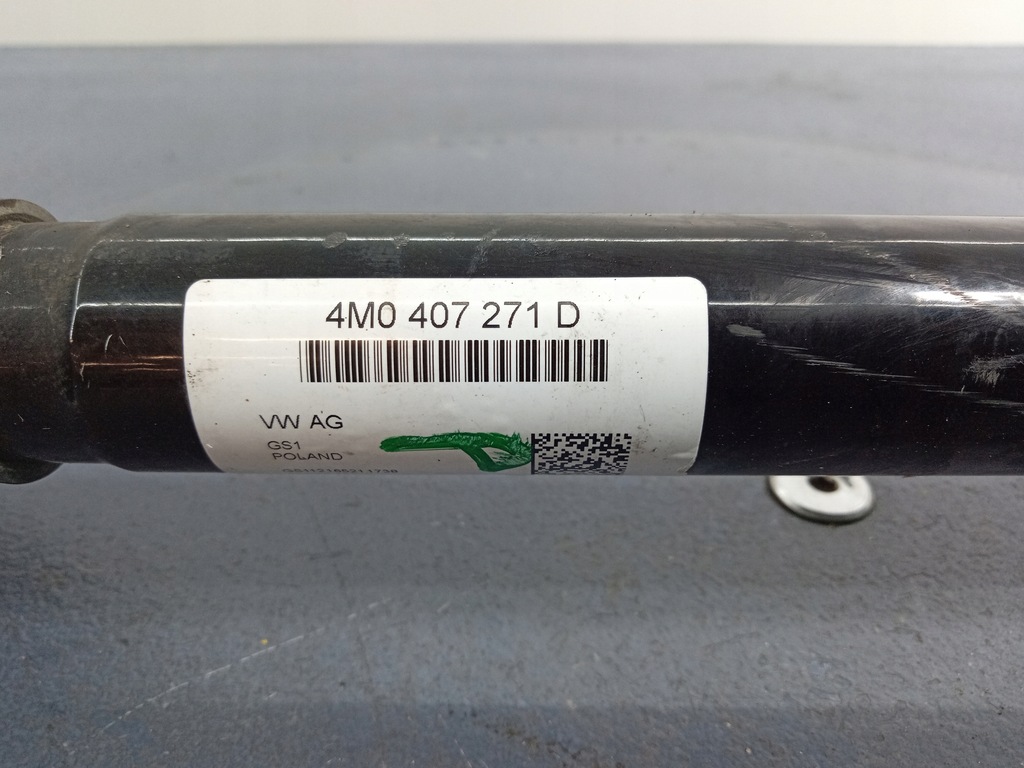 4M0 407 271 D
VW AG
GS1
POLAND